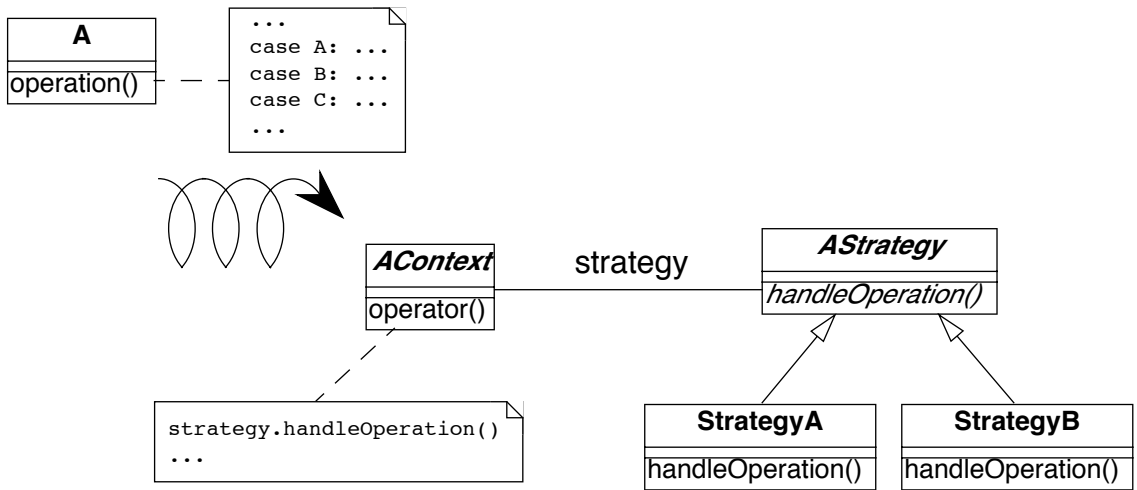 A
operation()
...
case A: ...
case B: ...
case C: ...
...
AContext
operator()
strategy
AStrategy
handleOperation()
strategy.handleOperation()
...
StrategyA
handleOperation()
StrategyB
handleOperation()